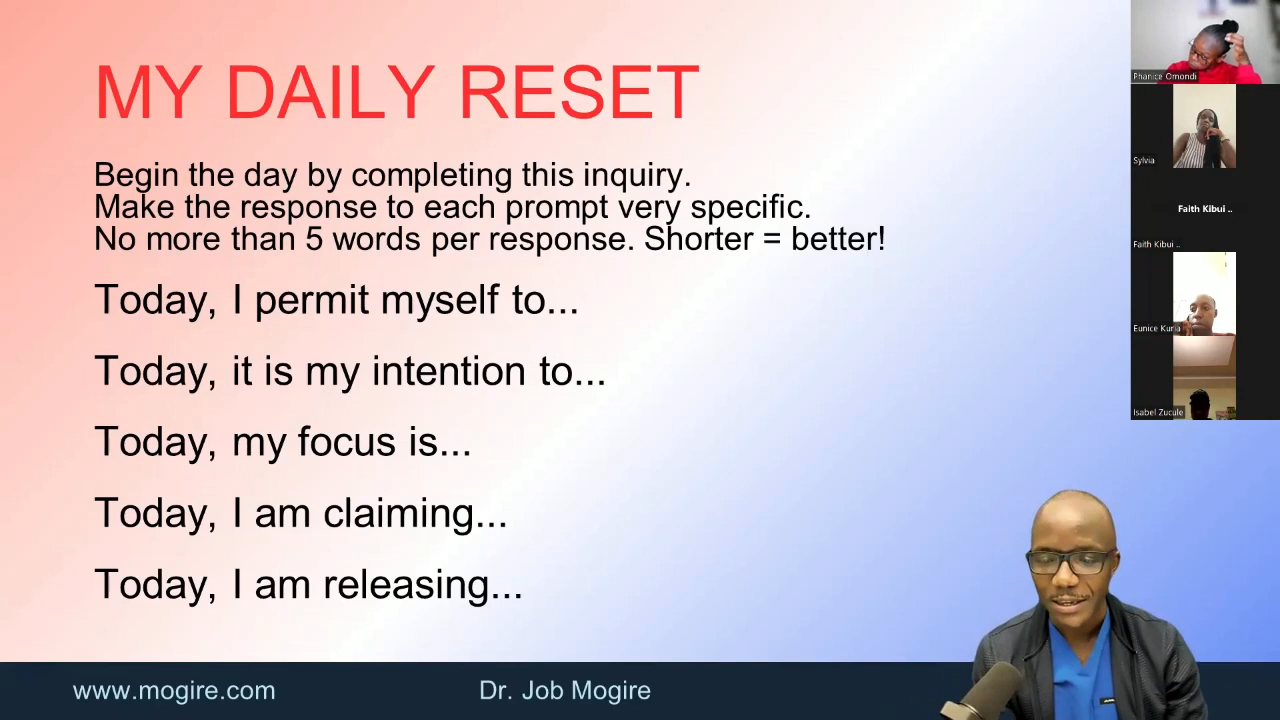 MY DAILY RESET
Begin the day by completing this inquiry.
Make the response to each prompt very specific.
No more than 5 words per response. Shorter = better!
Today, I permit myself to...
Today, it is my intention to...
Today, my focus is...
Today, I am claiming...
Today, I am releasing...
www.mogire.com
Dr. Job Mogire
Phanice Omondi
Sylvia
Faith Kibui ..
Faith Kibui ..
Eunice Kuria
Isabel Zucule